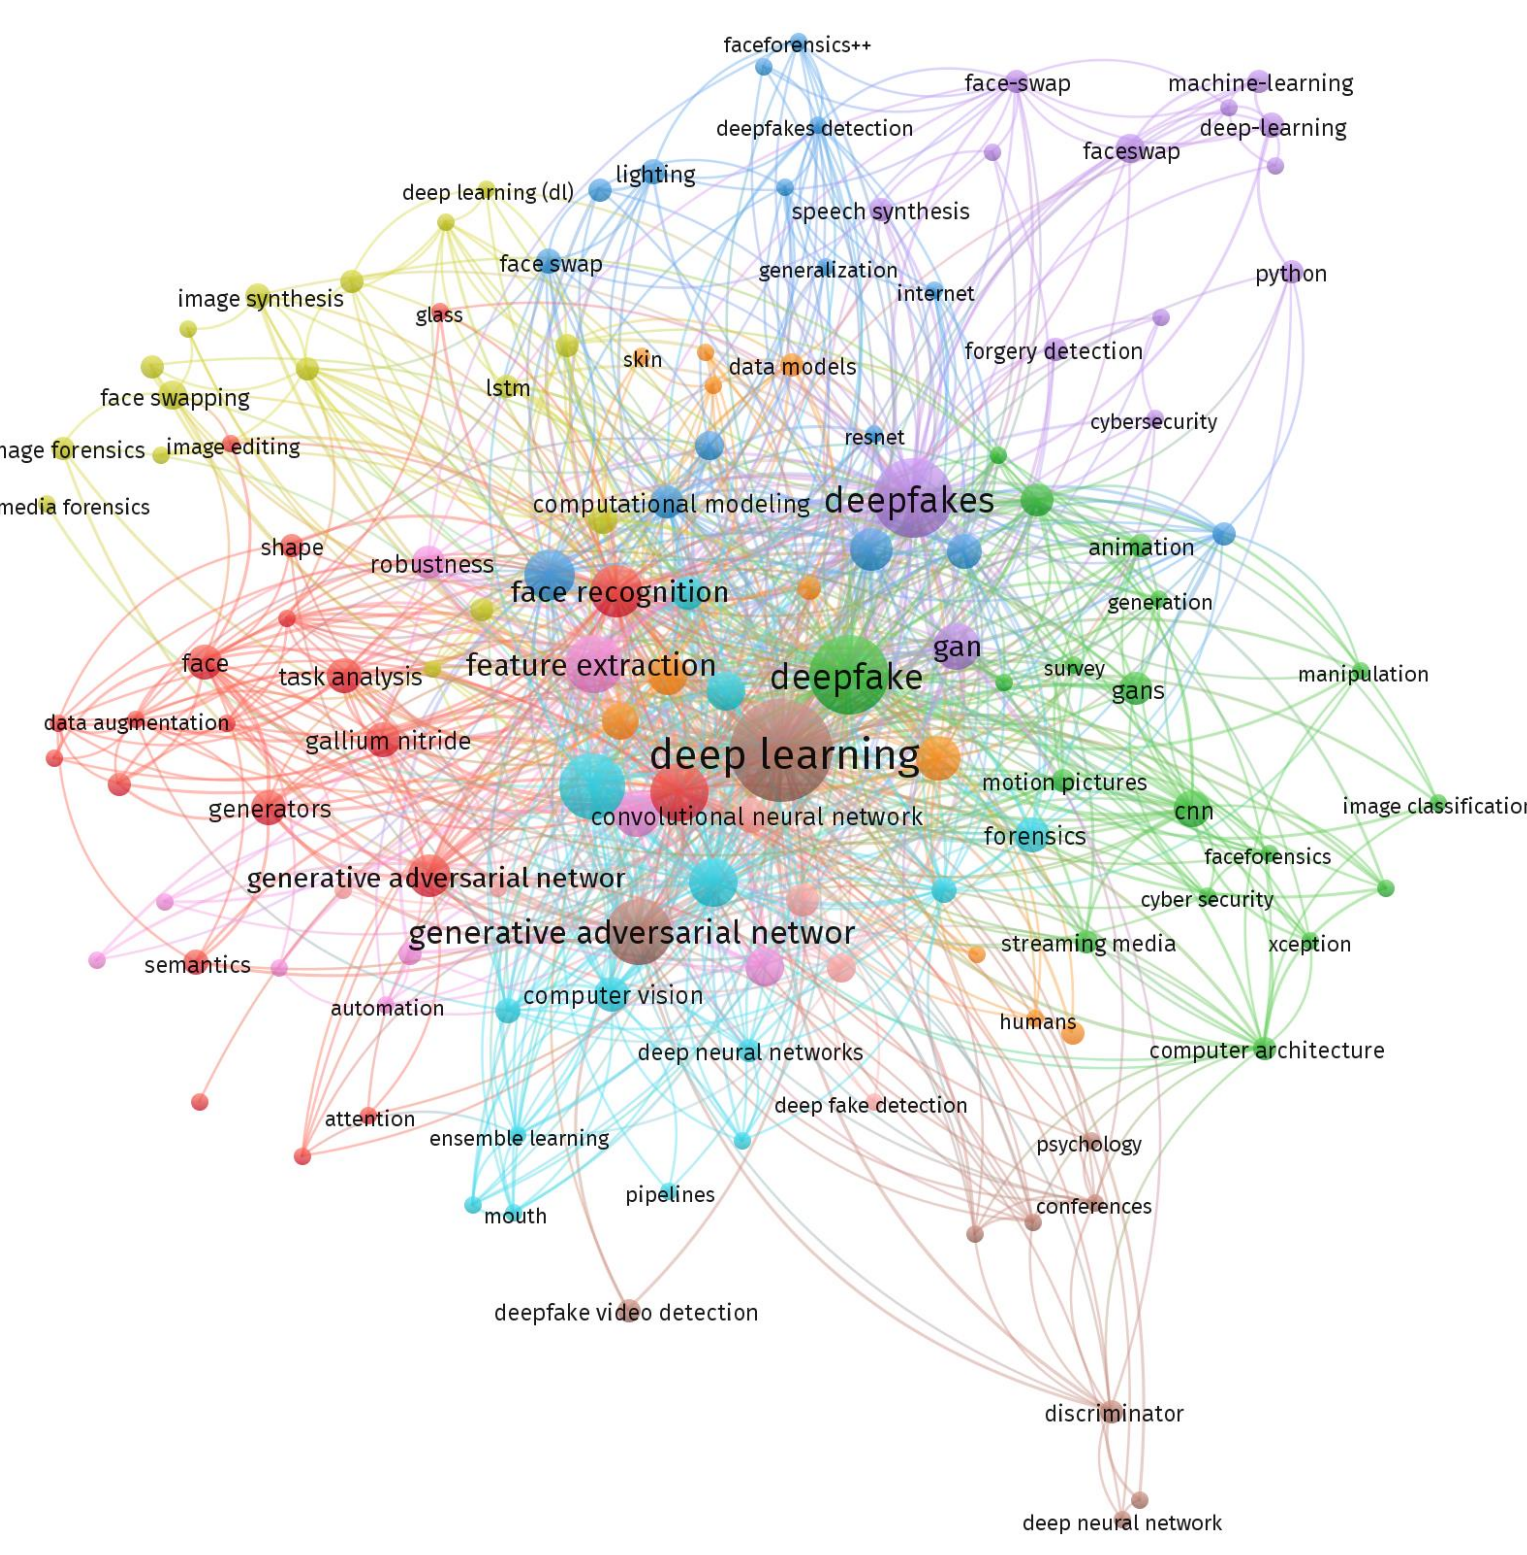 faceforensics++
face-swap
machine-learning
deepfakes detection
deep-learning
faceswap
lighting
deep learning (dl)
speech synthesis
face swap
generalization
python
internet
image synthesis
glass
forgery detection
skin
data models
lstm
face swapping
cybersecurity
resnet
image editing
mage forensics
deepfakes
computational modeling
media forensics
shape
animation
robustness
face recognition
generation
gan
face
feature extraction
survey
manipulation
task analysis
deepfake
gans
data augmentation
gallium nitride
deep learning
motion pictures
image classification
generators
cnn
convolutional neural network
forensics
faceforensics
generative adversarial networ
cyber security
generative adversarial networ
streaming media
xception
semantics
computer vision
automation
humans
deep neural networks
computer architecture
deep fake detection
attention
ensemble learning
psychology
pipelines
conferences
mouth
deepfake video detection
discriminator
deep neural network